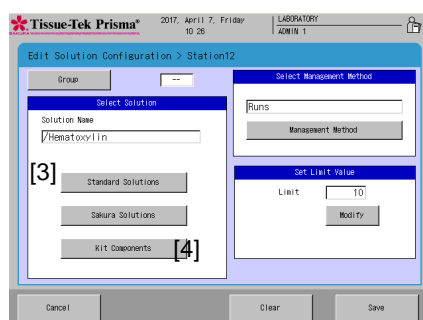 Tissue-Tek Prisma®
2017, April 7, Friday
10 26
LABORATORY
ADMIN 1
SAKURA
Edit Solution Configuration > Station12
Group
--
Select Solution
Solution Name
/Hematoxylin
[3]
Standard Solutions
Sakura Solutions
Kit Components
[4]
Select Management Method
Runs
Management Method
Set Limit Value
Limit
10
Modify
Cancel
Clear
Save